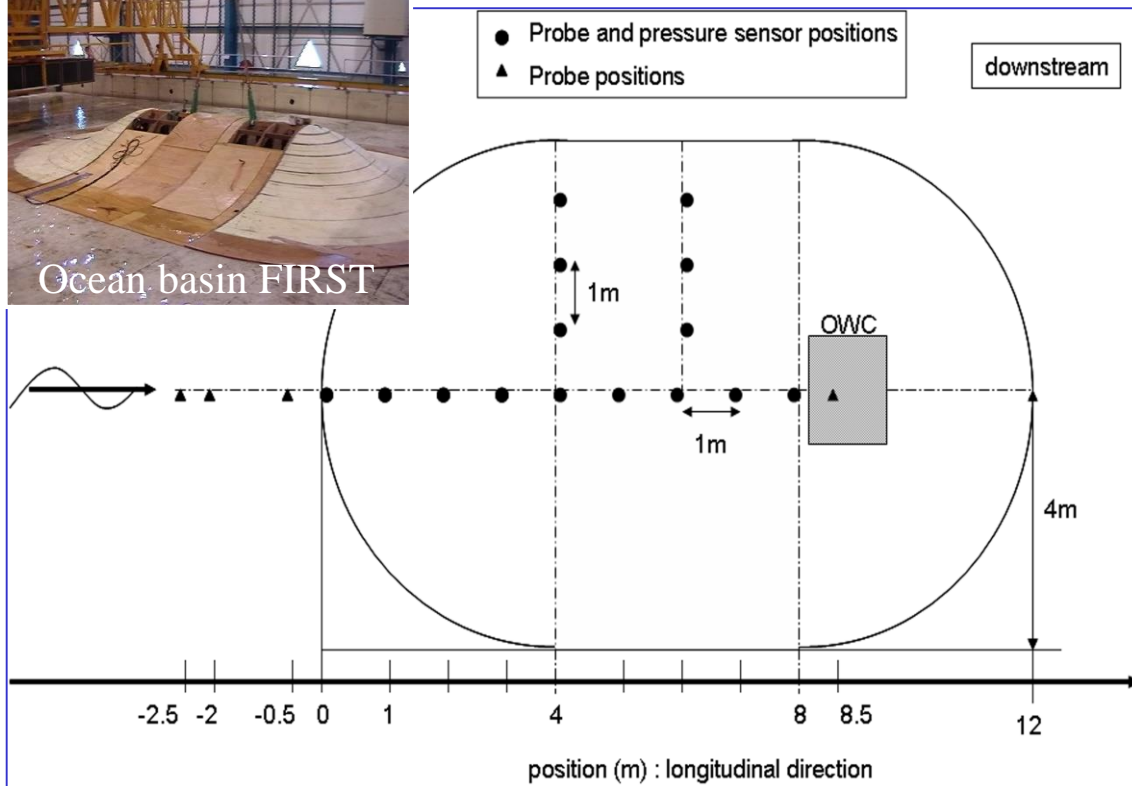 Probe and pressure sensor positions
Probe positions
downstream
Ocean basin FIRST
1m
OWC
1m
4m
-2.5 -2 -0.5 0 1 4 8 8.5 12
position (m) : longitudinal direction